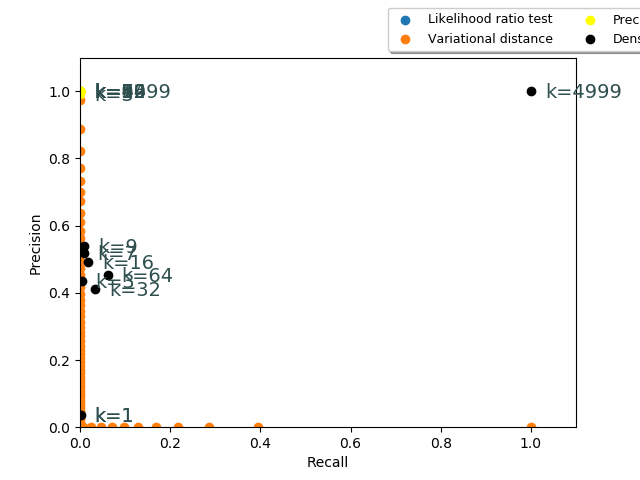 Likelihood ratio test
Variational distance
Prec
Dens
1.0
0.8
0.6
0.4
0.2
0.0
Precision
k=4999
k=9
k=7
k=16
k=64
k=32
k=1
0.0
0.2
0.4
0.6
0.8
1.0
Recall